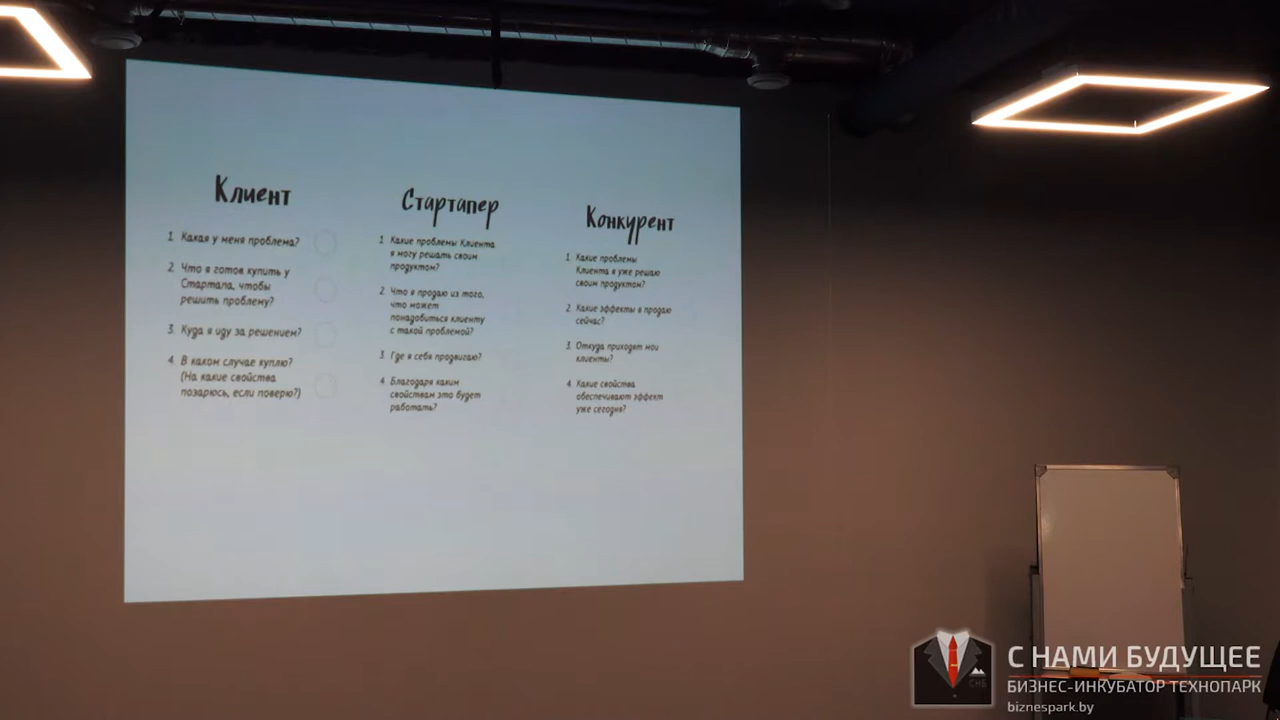 Клиент
1. Какая у меня проблема?
2. Что я готов купить у
Стартапа, чтобы
решить проблему?
3. Куда я иду за решением?
4. В каком случае куплю?
(На какие свойства
позарюсь, если поверю?)
Стартапер
1. Какие проблемы Клиента
я могу решать своим
продуктом?
2. Что я продаю из того,
что может
понадобиться клиенту
с такой проблемой?
3. Где я себя продвигаю?
4. Благодаря каким
свойствам это будет
работать?
Конкурент
1. Какие проблемы
Клиента я уже решаю
своим продуктом?
2. Какие эффекты я продаю
сейчас?
3. Откуда приходят мои
клиенты?
4. Какие свойства
обеспечивают эффект
уже сегодня?
СНБ
С НАМИ БУДУЩЕЕ
БИЗНЕС-ИНКУБАТОР ТЕХНОПАРК
biznespark.by